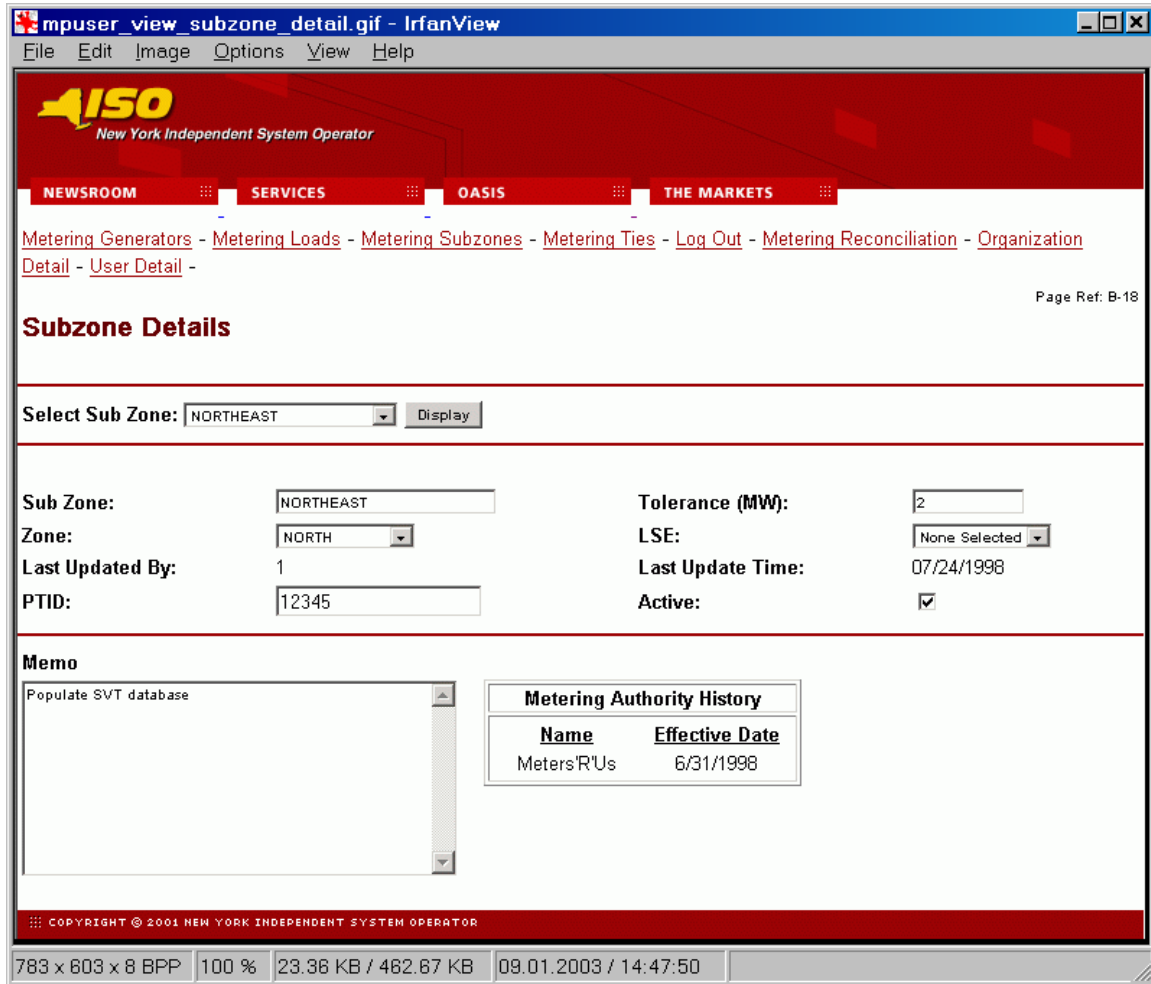 mpuser_view_subzone_detail.gif - IrfanView
File Edit Image Options View Help
ISO
New York Independent System Operator
NEWSROOM SERVICES OASIS THE MARKETS
Metering Generators - Metering Loads - Metering Subzones - Metering Ties - Log Out - Metering Reconciliation - Organization
Detail - User Detail -
Page Ref: B-18
Subzone Details
Select Sub Zone: NORTHEAST Display
Sub Zone: NORTHEAST Tolerance (MW): 2
Zone: NORTH LSE: None Selected
Last Updated By: 1 Last Update Time: 07/24/1998
PTID: 12345 Active:
Memo
Populate SVT database
Metering Authority History
Name Effective Date
Meters'R'Us 6/31/1998
COPYRIGHT © 2001 NEW YORK INDEPENDENT SYSTEM OPERATOR
783 x 603 x 8 BPP 100 % 23.36 KB / 462.67 KB 09.01.2003 / 14:47:50